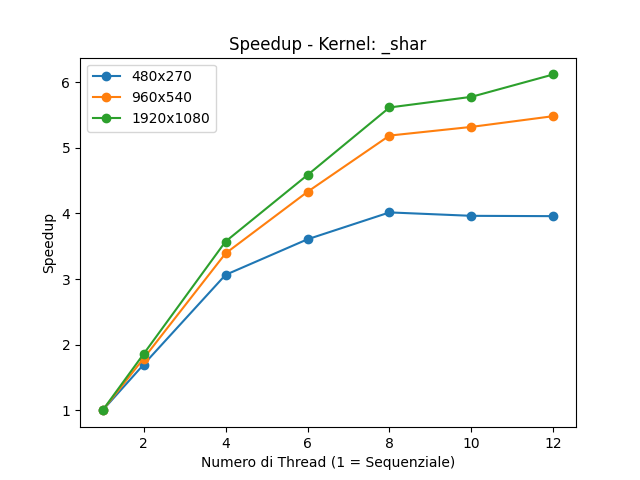 Speedup - Kernel: _shar
480x270
960x540
1920x1080
Speedup
6
5
4
3
2
1
2 4 6 8 10 12
Numero di Thread (1 = Sequenziale)